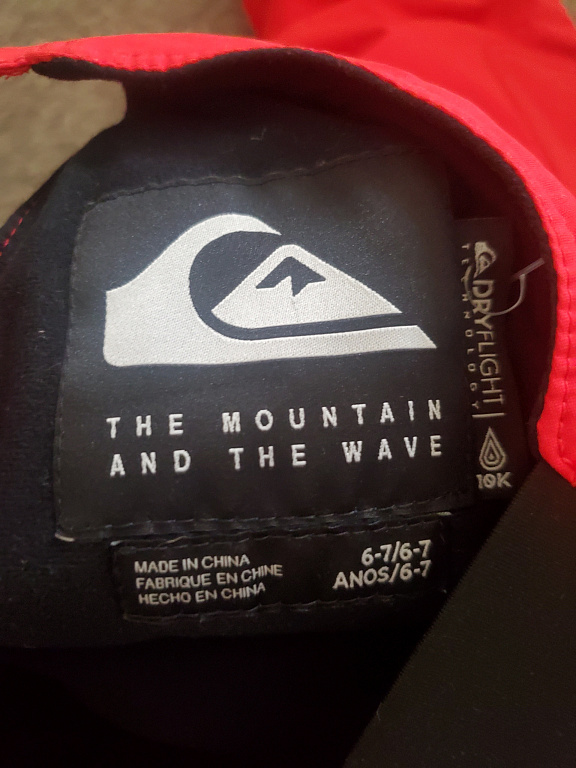 THE MOUNTAIN
AND THE WAVE
DRYFLIGHT
TECHNOLOGY
10K
MADE IN CHINA
FABRIQUE EN CHINE
HECHO EN CHINA
6-7/6-7
ANOS/6-7